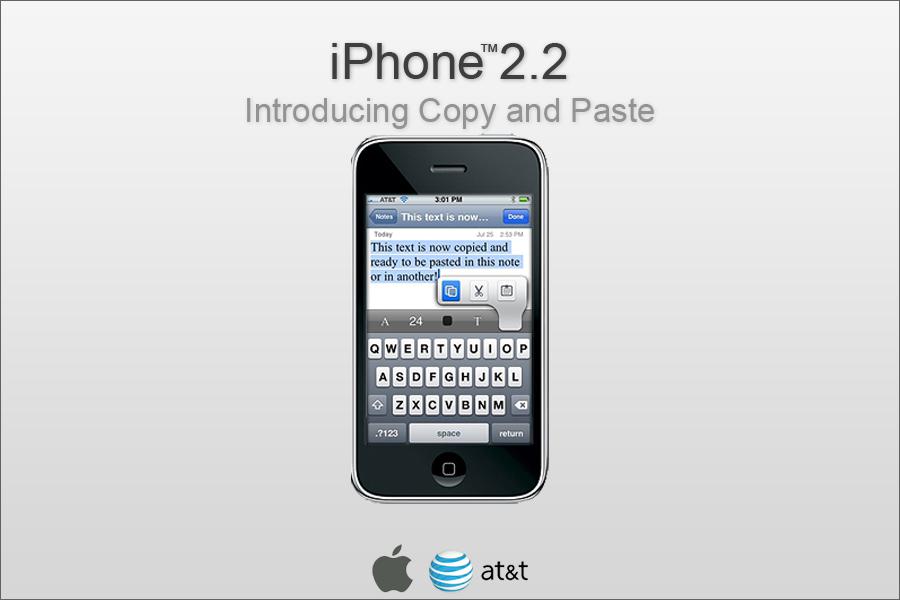 iPhone™2.2
Introducing Copy and Paste
AT&T 3:01 PM
Notes This text is now... Done
Today Jul 25 2:53 PM
This text is now copied and
ready to be pasted in this note
or in another!
A 24 T
Q W E R T Y U I O P
A S D F G H J K L
Z X C V B N M
.?123 space return
at&t